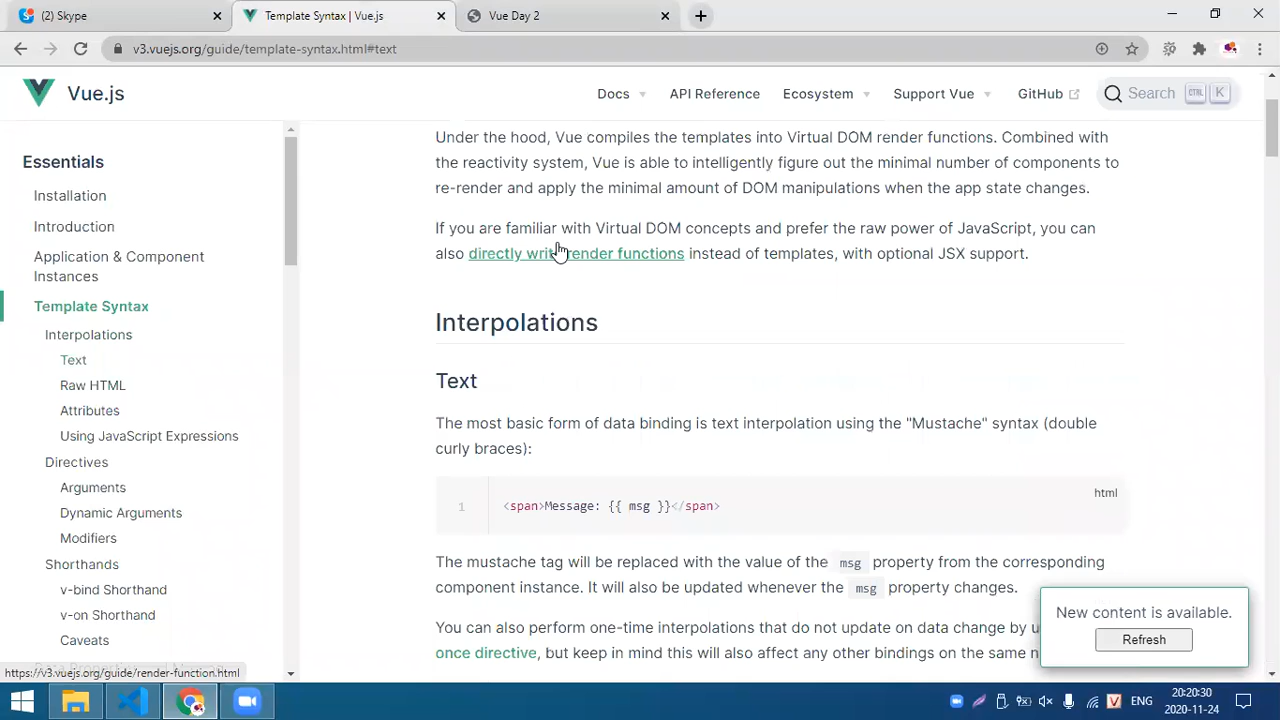 (2) Skype
Template Syntax | Vue.js
Vue Day 2
v3.vuejs.org/guide/template-syntax.html#text
Vue.js
Docs
API Reference
Ecosystem
Support Vue
GitHub
Search
CTRL
K
Essentials
Installation
Introduction
Application & Component
Instances
Template Syntax
Interpolations
Text
Raw HTML
Attributes
Using JavaScript Expressions
Directives
Arguments
Dynamic Arguments
Modifiers
Shorthands
v-bind Shorthand
v-on Shorthand
Caveats
https://v3.vuejs.org/guide/render-function.html
Under the hood, Vue compiles the templates into Virtual DOM render functions. Combined with
the reactivity system, Vue is able to intelligently figure out the minimal number of components to
re-render and apply the minimal amount of DOM manipulations when the app state changes.
If you are familiar with Virtual DOM concepts and prefer the raw power of JavaScript, you can
also directly write render functions instead of templates, with optional JSX support.
Interpolations
Text
The most basic form of data binding is text interpolation using the "Mustache" syntax (double
curly braces):
html
1 <span>Message: {{ msg }}</span>
The mustache tag will be replaced with the value of the msg property from the corresponding
component instance. It will also be updated whenever the msg property changes.
You can also perform one-time interpolations that do not update on data change by u
once directive, but keep in mind this will also affect any other bindings on the same n
New content is available.
Refresh
ENG
20:20:30
2020-11-24